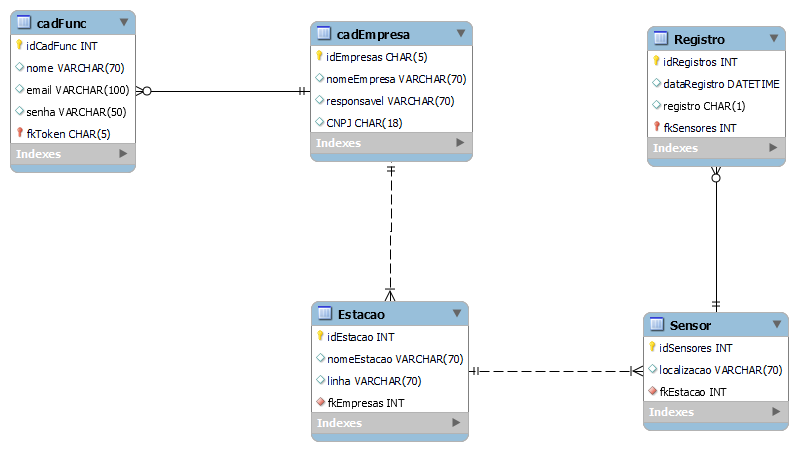 cadFunc
idCadFunc INT
nome VARCHAR(70)
email VARCHAR(100)
senha VARCHAR(50)
fkToken CHAR(5)
Indexes
cadEmpresa
idEmpresas CHAR(5)
nomeEmpresa VARCHAR(70)
responsavel VARCHAR(70)
CNPJ CHAR(18)
Indexes
Registro
idRegistros INT
dataRegistro DATETIME
registro CHAR(1)
fkSensores INT
Indexes
Estacao
idEstacao INT
nomeEstacao VARCHAR(70)
linha VARCHAR(70)
fkEmpresas INT
Indexes
Sensor
idSensores INT
localizacao VARCHAR(70)
fkEstacao INT
Indexes